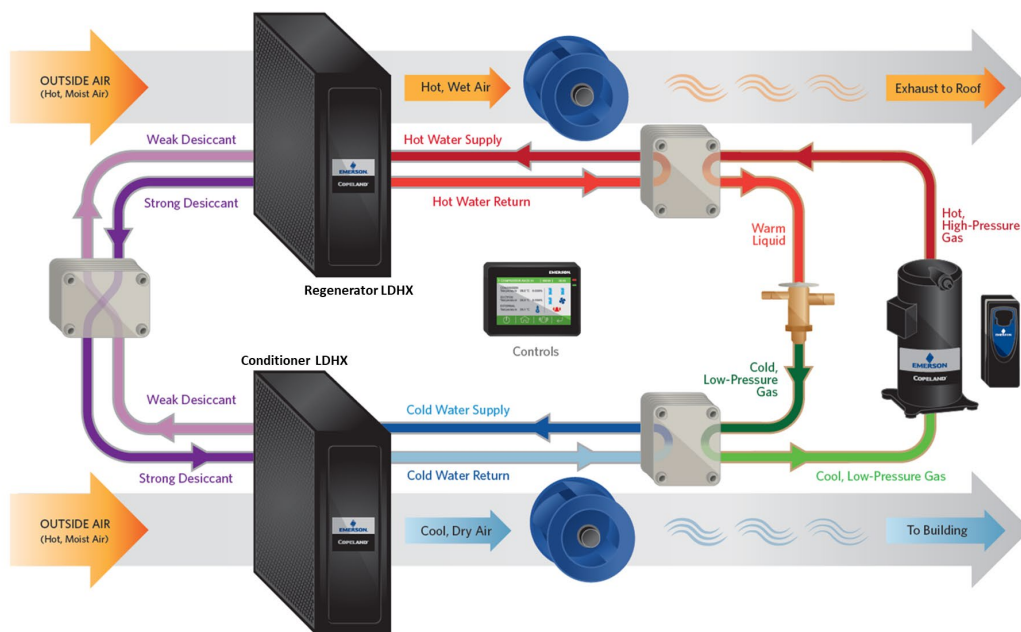 OUTSIDE AIR
(Hot, Moist Air)
Hot, Wet Air
Exhaust to Roof
Weak Desiccant
Hot Water Supply
EMERSON
COPELAND
Strong Desiccant
Hot Water Return
Hot,
High-Pressure
Gas
Warm
Liquid
Regenerator LDHX
EMERSON
Controls
EMERSON
COPELAND
EMERSON
Conditioner LDHX
Cold,
Low-Pressure
Gas
Weak Desiccant
Cold Water Supply
Strong Desiccant
Cold Water Return
Cool, Low-Pressure Gas
OUTSIDE AIR
(Hot, Moist Air)
EMERSON
COPELAND
Cool, Dry Air
To Building